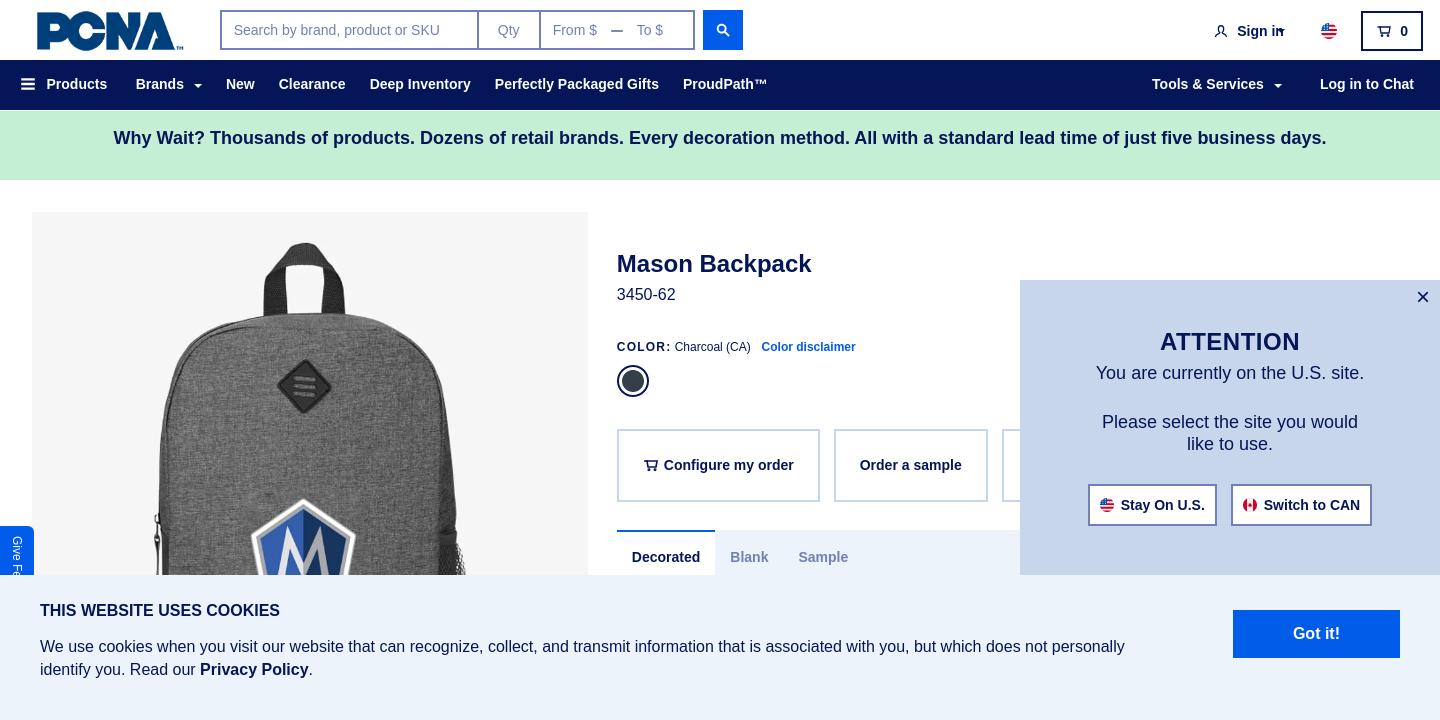 PCNA™
Search by brand, product or SKU
Qty
From $ — To $
Sign in
0
Products
Brands
New
Clearance
Deep Inventory
Perfectly Packaged Gifts
ProudPath™
Tools & Services
Log in to Chat
Why Wait? Thousands of products. Dozens of retail brands. Every decoration method. All with a standard lead time of just five business days.
Mason Backpack
3450-62
COLOR: Charcoal (CA) Color disclaimer
Configure my order
Order a sample
Decorated
Blank
Sample
×
ATTENTION
You are currently on the U.S. site.
Please select the site you would
like to use.
Stay On U.S.
Switch to CAN
Give
THIS WEBSITE USES COOKIES
We use cookies when you visit our website that can recognize, collect, and transmit information that is associated with you, but which does not personally
identify you. Read our Privacy Policy.
Got it!